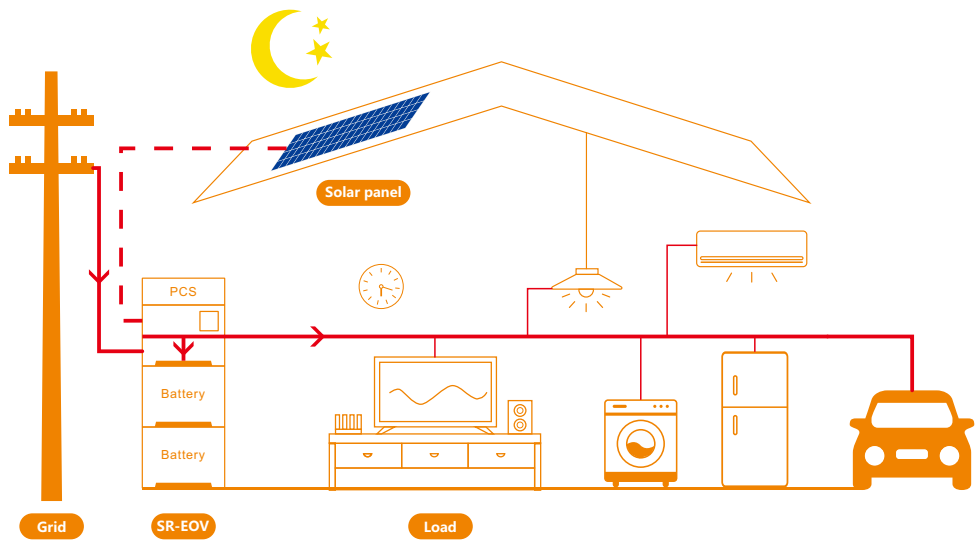 Solar panel
PCS
Battery
Battery
Grid
SR-EOV
Load